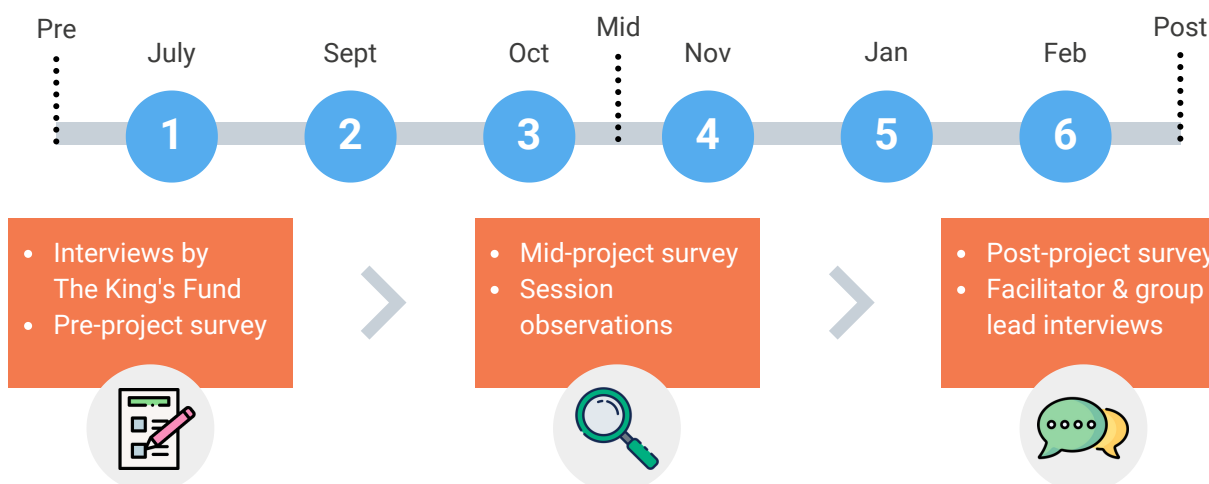 Pre
Mid
Post
July
Sept
Oct
Nov
Jan
Feb
1
2
3
4
5
6
• Interviews by
The King's Fund
• Pre-project survey
• Mid-project survey
• Session
observations
• Post-project survey
• Facilitator & group
lead interviews